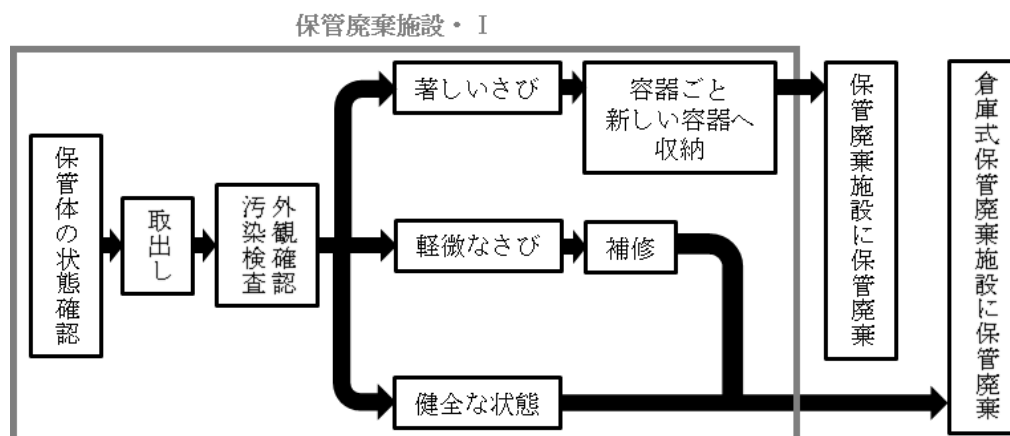 保管廃棄施設・Ⅰ
保管体の状態確認
取出し
外観確認
汚染検査
著しいさび
容器ごと
新しい容器へ
収納
保管廃棄施設に保管廃棄
軽微なさび
補修
健全な状態
倉庫式保管廃棄施設に保管廃棄